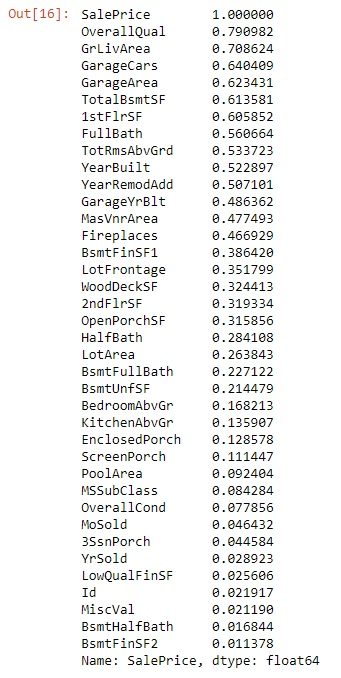 Out[16]: SalePrice 1.000000
OverallQual 0.790982
GrLivArea 0.708624
GarageCars 0.640409
GarageArea 0.623431
TotalBsmtSF 0.613581
1stFlrSF 0.605852
FullBath 0.560664
TotRmsAbvGrd 0.533723
YearBuilt 0.522897
YearRemodAdd 0.507101
GarageYrBlt 0.486362
MasVnrArea 0.477493
Fireplaces 0.466929
BsmtFinSF1 0.386420
LotFrontage 0.351799
WoodDeckSF 0.324413
2ndFlrSF 0.319334
OpenPorchSF 0.315856
HalfBath 0.284108
LotArea 0.263843
BsmtFullBath 0.227122
BsmtUnfSF 0.214479
BedroomAbvGr 0.168213
KitchenAbvGr 0.135907
EnclosedPorch 0.128578
ScreenPorch 0.111447
PoolArea 0.092404
MSSubClass 0.084284
OverallCond 0.077856
MoSold 0.046432
3SsnPorch 0.044584
YrSold 0.028923
LowQualFinSF 0.025606
Id 0.021917
MiscVal 0.021190
BsmtHalfBath 0.016844
BsmtFinSF2 0.011378
Name: SalePrice, dtype: float64